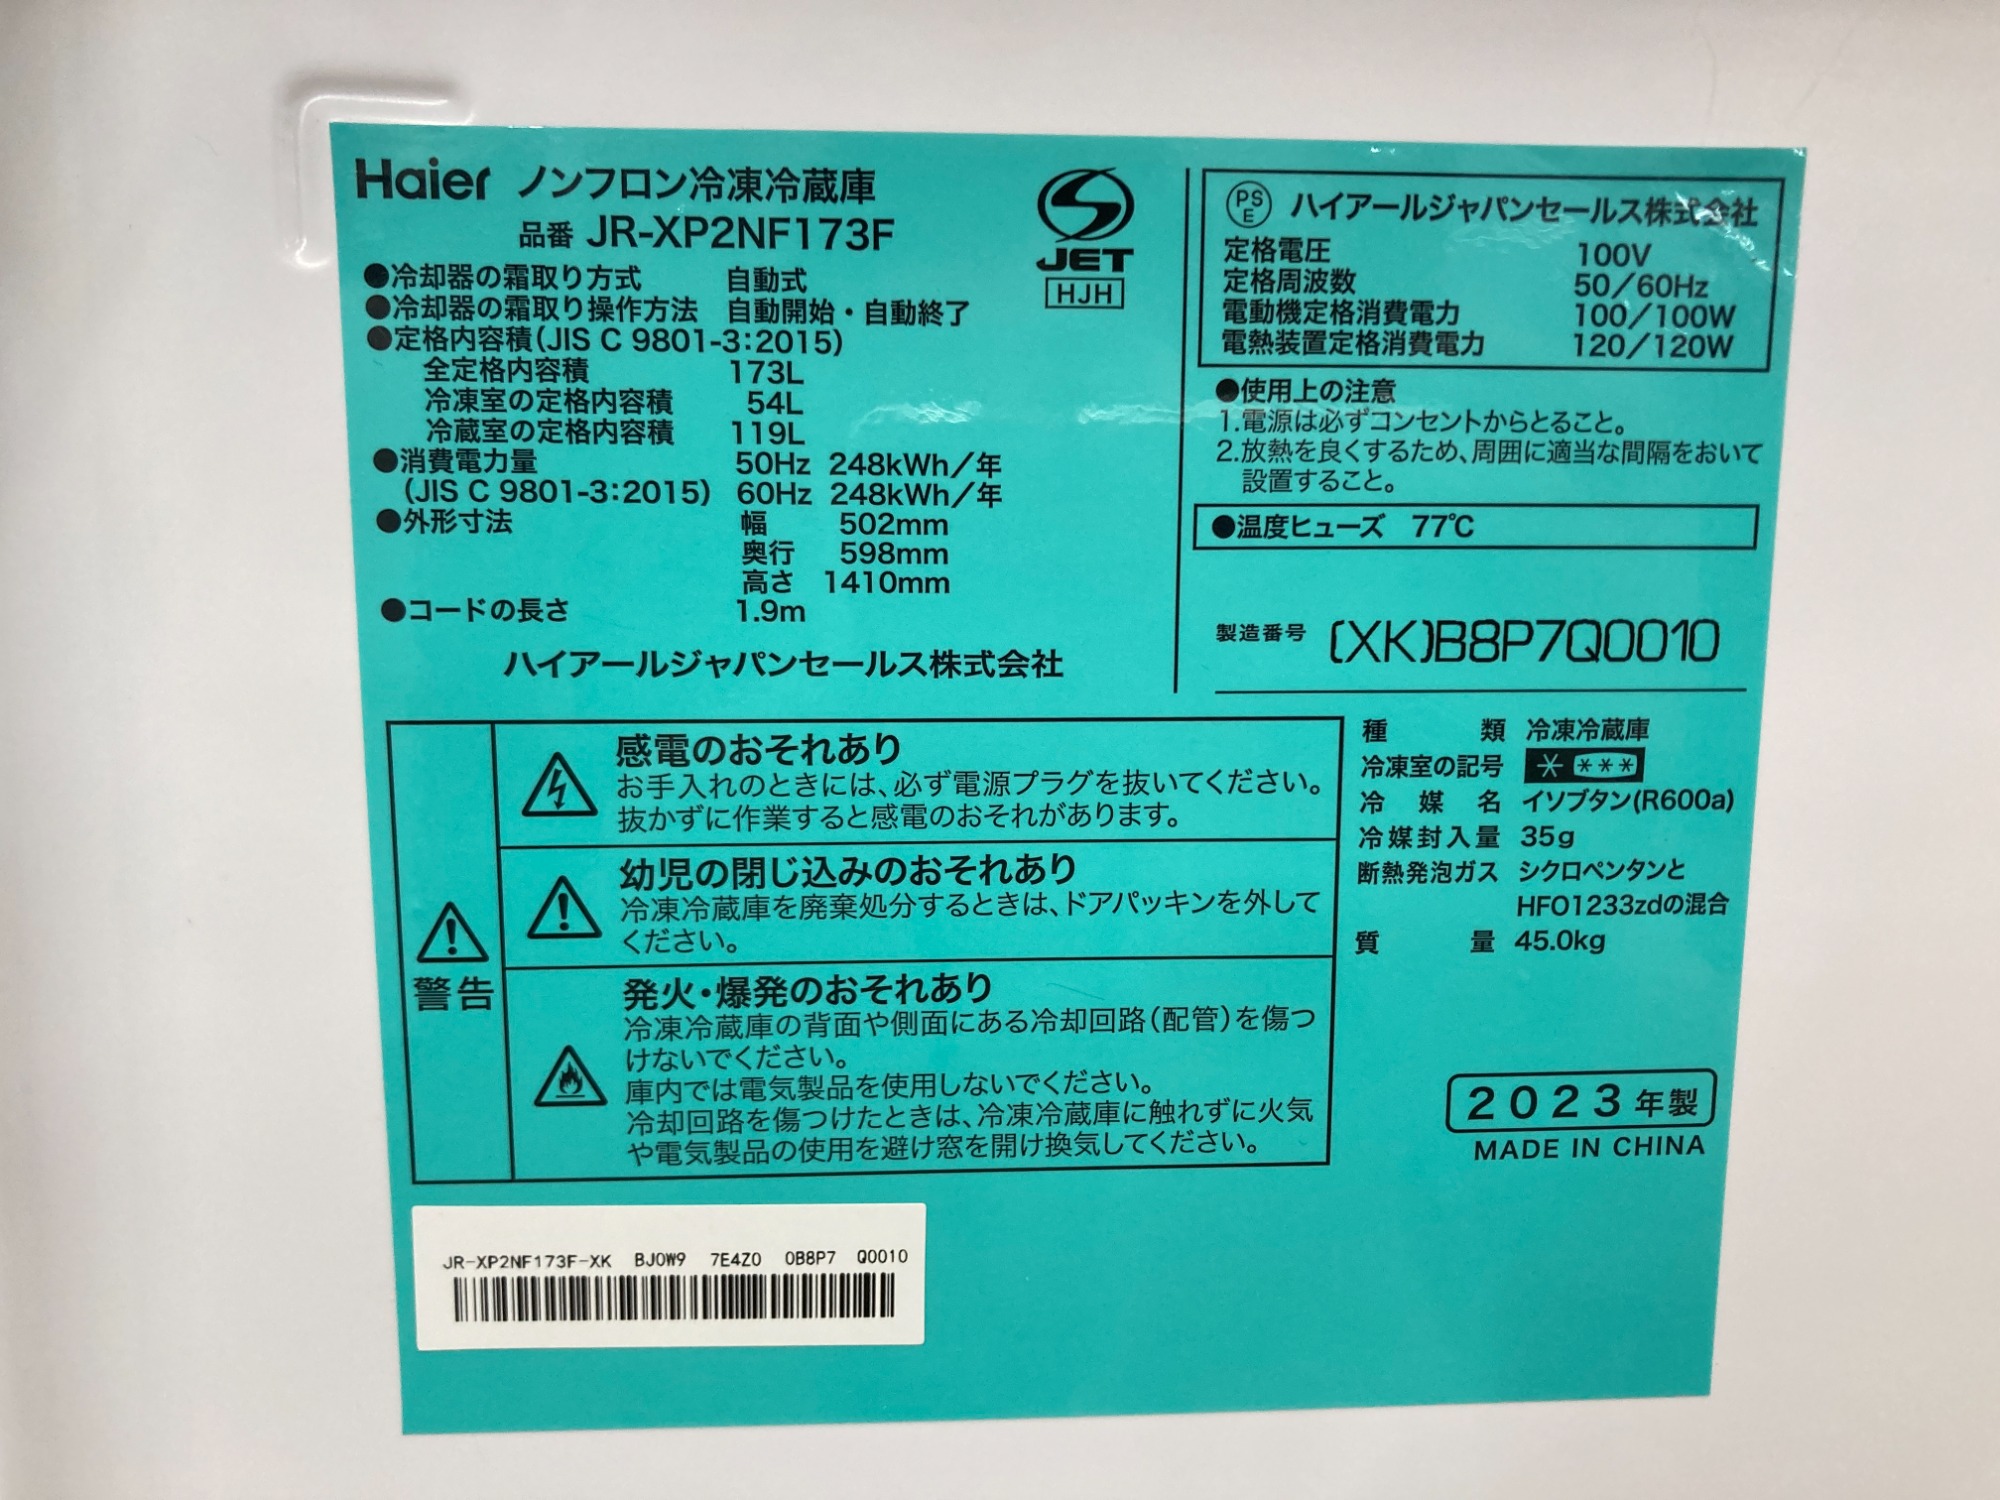 Haier ノンフロン冷凍冷蔵庫
品番 JR-XP2NF173F
●冷却器の霜取り方式 自動式
●冷却器の霜取り操作方法 自動開始・自動終了
●定格内容積(JIS C 9801-3:2015)
全定格内容積 173L
冷凍室の定格内容積 54L
冷蔵室の定格内容積 119L
●消費電力量 50Hz 248kWh/年
(JIS C 9801-3:2015) 60Hz 248kWh/年
●外形寸法 幅 502mm
奥行 598mm
高さ 1410mm
●コードの長さ 1.9m
ハイアールジャパンセールス株式会社
JET
HJH
PSE ハイアールジャパンセールス株式会社
定格電圧 100V
定格周波数 50/60Hz
電動機定格消費電力 100/100W
電熱装置定格消費電力 120/120W
●使用上の注意
1.電源は必ずコンセントからとること。
2.放熱を良くするため、周囲に適当な間隔をおいて
設置すること。
●温度ヒューズ 77℃
製造番号 (XK)B8P7Q0010
警告
感電のおそれあり
お手入れのときには、必ず電源プラグを抜いてください。
抜かずに作業すると感電のおそれがあります。
幼児の閉じ込みのおそれあり
冷凍冷蔵庫を廃棄処分するときは、ドアパッキンを外して
ください。
発火・爆発のおそれあり
冷凍冷蔵庫の背面や側面にある冷却回路(配管)を傷つ
けないでください。
庫内では電気製品を使用しないでください。
冷却回路を傷つけたときは、冷凍冷蔵庫に触れずに火気
や電気製品の使用を避け窓を開け換気してください。
種類 冷凍冷蔵庫
冷凍室の記号 * ***
冷媒名 イソブタン(R600a)
冷媒封入量 35g
断熱発泡ガス シクロペンタンと
HFO1233zdの混合
質量 45.0kg
2023年製
MADE IN CHINA
JR-XP2NF173F-XK BJ0W9 7E4Z0 0B8P7 Q0010